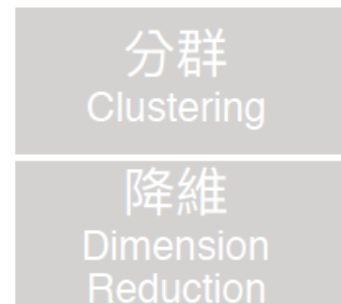 分群
Clustering
降維
Dimension
Reduction